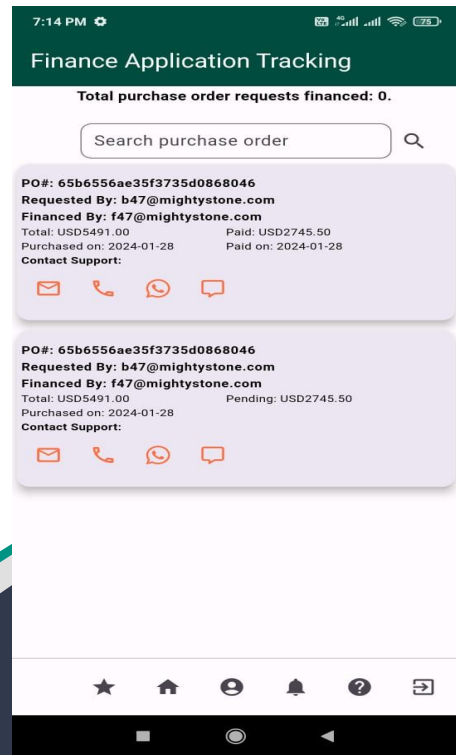 7:14 PM 4G 75
Finance Application Tracking
Total purchase order requests financed: 0.
Search purchase order
PO#: 65b6556ae35f3735d0868046
Requested By: b47@mightystone.com
Financed By: f47@mightystone.com
Total: USD5491.00 Paid: USD2745.50
Purchased on: 2024-01-28 Paid on: 2024-01-28
Contact Support:
PO#: 65b6556ae35f3735d0868046
Requested By: b47@mightystone.com
Financed By: f47@mightystone.com
Total: USD5491.00 Pending: USD2745.50
Purchased on: 2024-01-28
Contact Support: